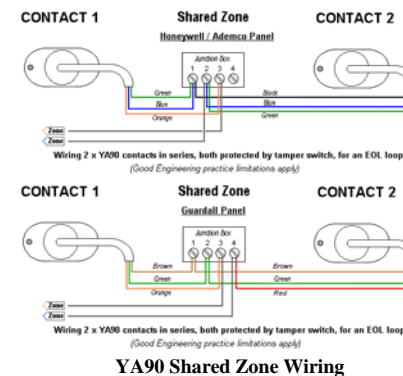 CONTACT 1 Shared Zone CONTACT 2
Honeywell / Ademco Panel
Junction Box
1 2 3 4
Green Black
Blue Blue
Orange Green
Zone
Zone
Wiring 2 x YA90 contacts in series, both protected by tamper switch, for an EOL loop
(Good Engineering practice limitations apply)
CONTACT 1 Shared Zone CONTACT 2
Guardall Panel
Junction Box
1 2 3 4
Brown Brown
Green Green
Orange Red
Zone
Zone
Wiring 2 x YA90 contacts in series, both protected by tamper switch, for an EOL loop
(Good Engineering practice limitations apply)
YA90 Shared Zone Wiring